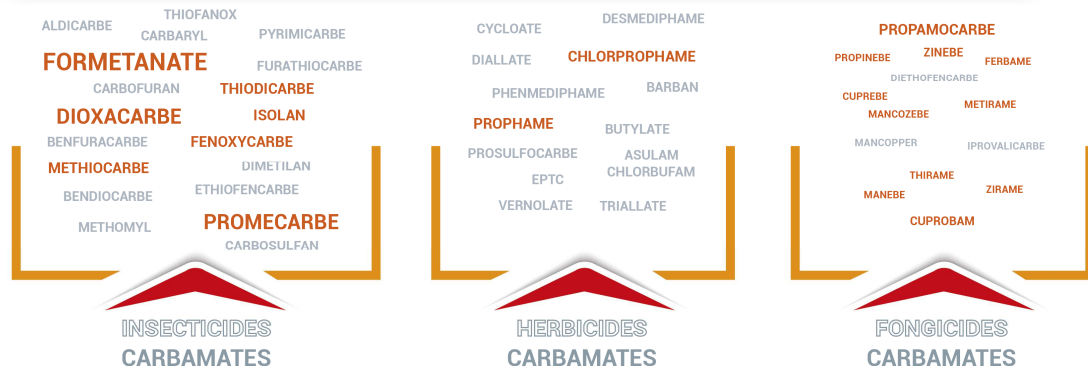 ALDICARBE
THIOFANOX
CARBARYL
PYRIMICARBE
FORMETANATE
FURATHIOCARBE
CARBOFURAN
THIODICARBE
DIOXACARBE
ISOLAN
BENFURACARBE
FENOXYCARBE
METHIOCARBE
DIMETILAN
BENDIOCARBE
ETHIOFENCARBE
METHOMYL
PROMECARBE
CARBOSULFAN
INSECTICIDES
CARBAMATES
CYCLOATE
DESMEDIPHAME
DIALLATE
CHLORPROPHAME
PHENMEDIPHAME
BARBAN
PROPHAME
BUTYLATE
PROSULFOCARBE
ASULAM
EPTC
CHLORBUFAM
VERNOLATE
TRIALLATE
HERBICIDES
CARBAMATES
PROPAMOCARBE
PROPINEBE
ZINEBE
FERBAME
DIETHOFENCARBE
CUPREBE
METIRAME
MANCOZEBE
MANCOPPER
IPROVALICARBE
THIRAME
MANEBE
ZIRAME
CUPROBAM
FONGICIDES
CARBAMATES